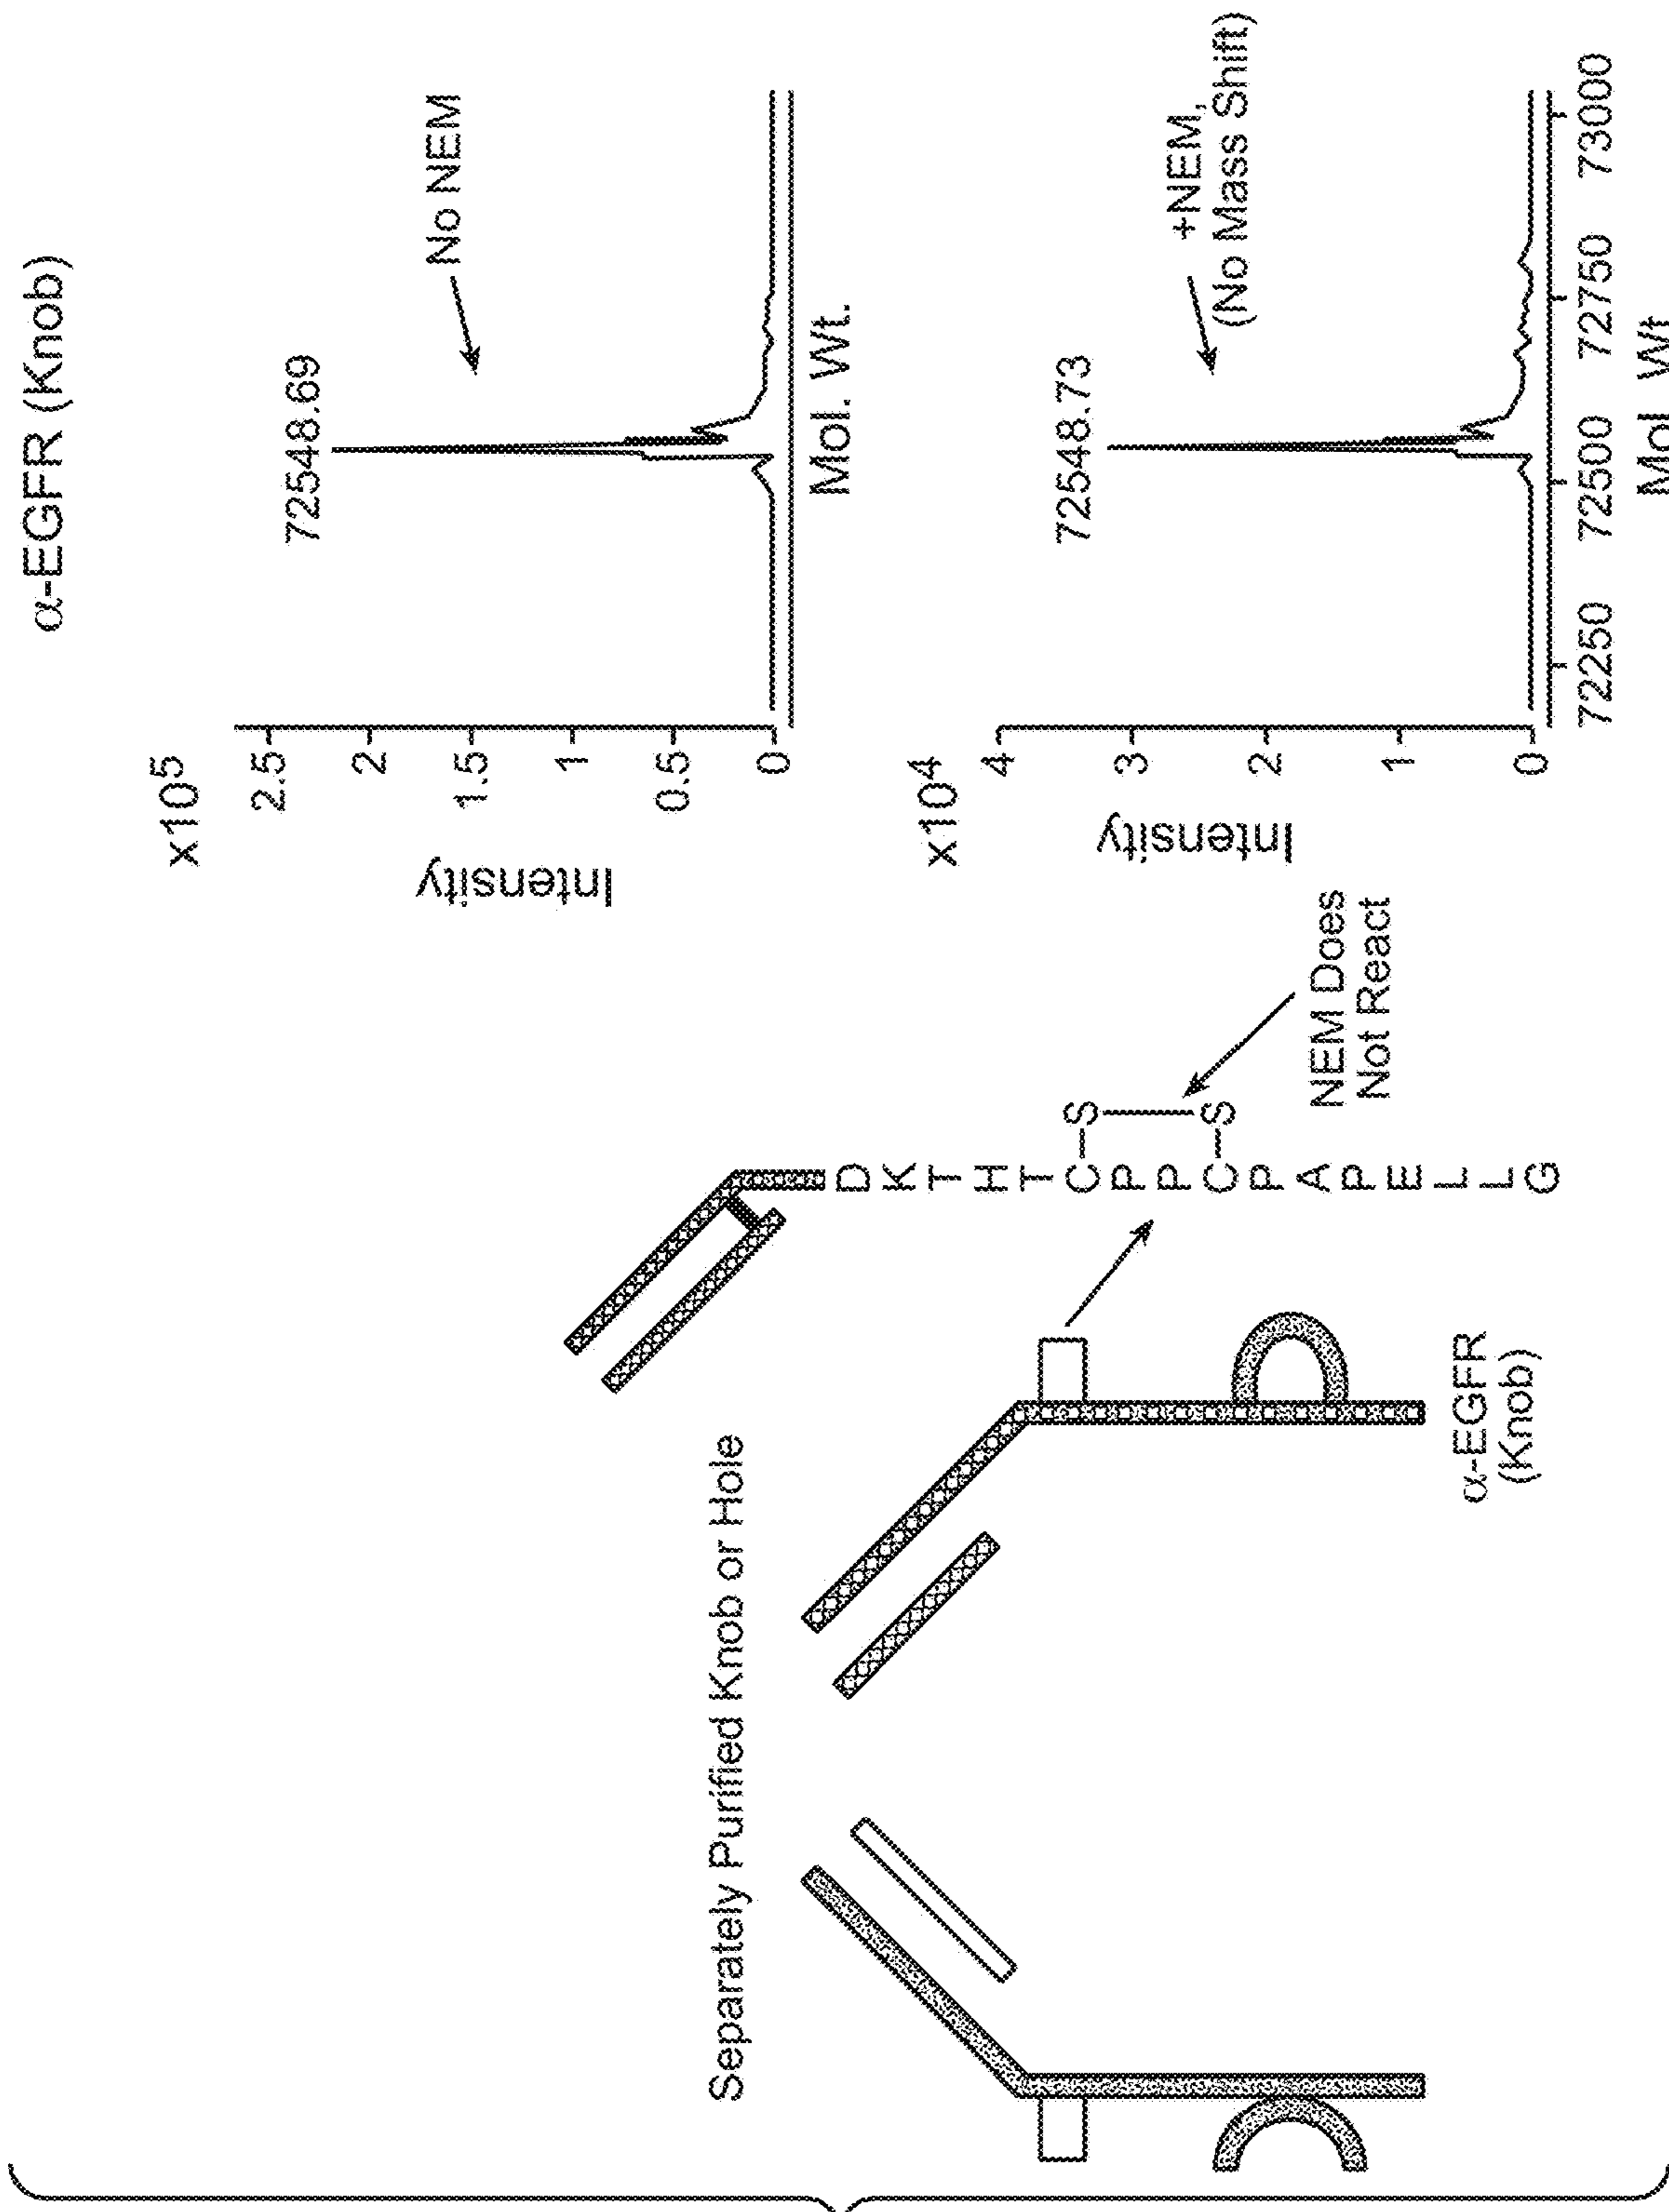 α-EGFR (Knob)
x10⁵
2.5
2
1.5
1
0.5
0
Intensity
72548.69
No NEM
Mol. Wt.
x10⁴
4
3
2
1
0
Intensity
72548.73
+NEM,
(No Mass Shift)
72250
72500
72750
73000
Mol. Wt.
Separately Purified Knob or Hole
D K T H T C P P C P A P E L L G
S
S
NEM Does
Not React
α-EGFR
(Knob)